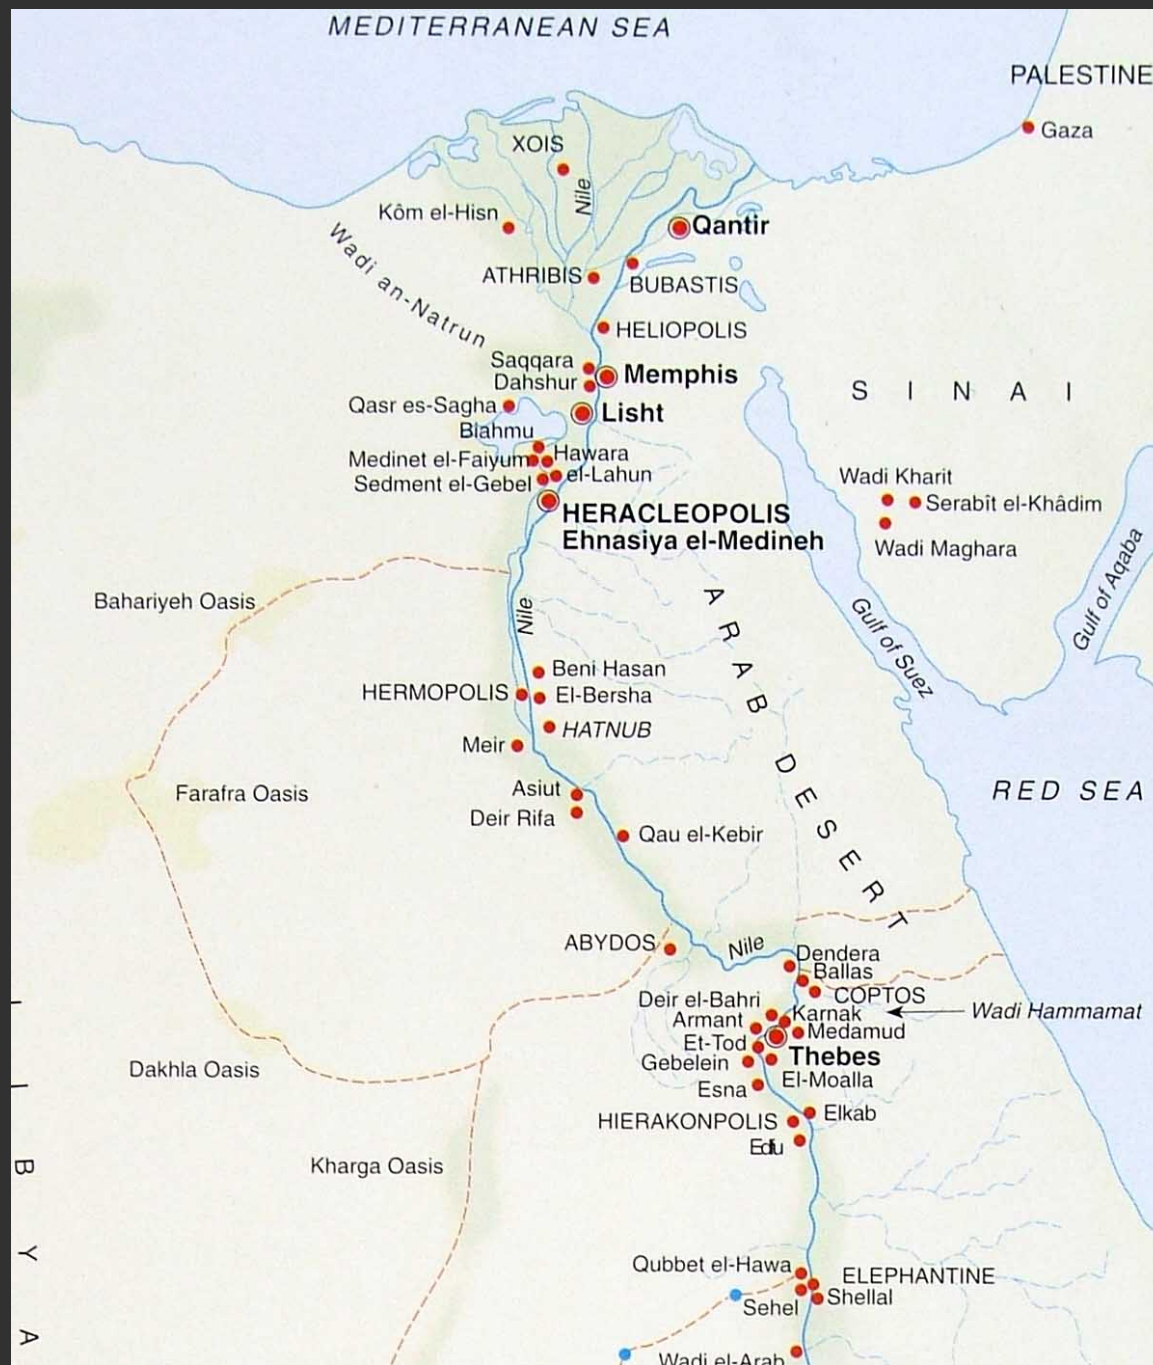 MEDITERRANEAN SEA
PALESTINE
Gaza
XOIS
Nile
Kôm el-Hisn
Qantir
Wadi an-Natrun
ATHRIBIS
BUBASTIS
HELIOPOLIS
Saqqara
Memphis
Dahshur
SINAI
Qasr es-Sagha
Lisht
Biahmu
Hawara
Medinet el-Faiyum
el-Lahun
Sedment el-Gebel
Wadi Kharit
Serabît el-Khâdim
HERACLEOPOLIS
Ehnasiya el-Medineh
Wadi Maghara
Gulf of Aqaba
Bahariyeh Oasis
Nile
ARAB DESERT
Gulf of Suez
Beni Hasan
HERMOPOLIS
El-Bersha
HATNUB
Meir
Asiut
Farafra Oasis
RED SEA
Deir Rifa
Qau el-Kebir
ABYDOS
Nile
Dendera
Ballas
Deir el-Bahri
COPTOS
Armant
Karnak
Wadi Hammamat
Medamud
Et-Tod
Thebes
Gebelein
Dakhla Oasis
El-Moalla
Esna
Elkab
HIERAKONPOLIS
Edfu
Kharga Oasis
I B Y A
Qubbet el-Hawa
ELEPHANTINE
Shellal
Sehel
Wadi el-Arab